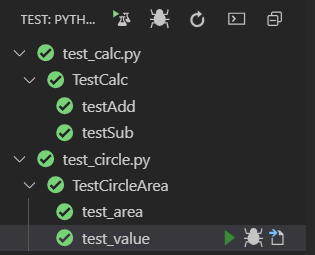 TEST: PYTH...
test_calc.py
TestCalc
testAdd
testSub
test_circle.py
TestCircleArea
test_area
test_value